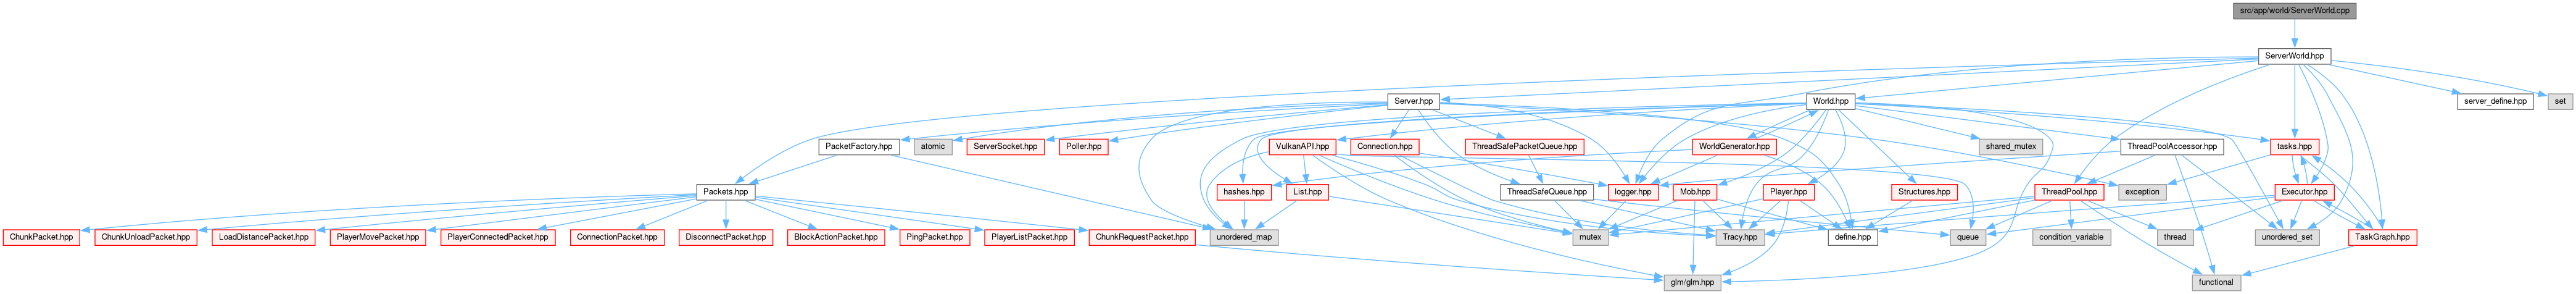 src/app/world/ServerWorld.cpp
ServerWorld.hpp
Server.hpp
World.hpp
server_define.hpp
set
PacketFactory.hpp
atomic
ServerSocket.hpp
Poller.hpp
VulkanAPI.hpp
Connection.hpp
ThreadSafePacketQueue.hpp
WorldGenerator.hpp
shared_mutex
ThreadPoolAccessor.hpp
tasks.hpp
Packets.hpp
hashes.hpp
List.hpp
ThreadSafeQueue.hpp
logger.hpp
Mob.hpp
Player.hpp
Structures.hpp
exception
ThreadPool.hpp
Executor.hpp
ChunkPacket.hpp
ChunkUnloadPacket.hpp
LoadDistancePacket.hpp
PlayerMovePacket.hpp
PlayerConnectedPacket.hpp
ConnectionPacket.hpp
DisconnectPacket.hpp
BlockActionPacket.hpp
PingPacket.hpp
PlayerListPacket.hpp
ChunkRequestPacket.hpp
unordered_map
mutex
Tracy.hpp
define.hpp
queue
condition_variable
thread
unordered_set
TaskGraph.hpp
glm/glm.hpp
functional